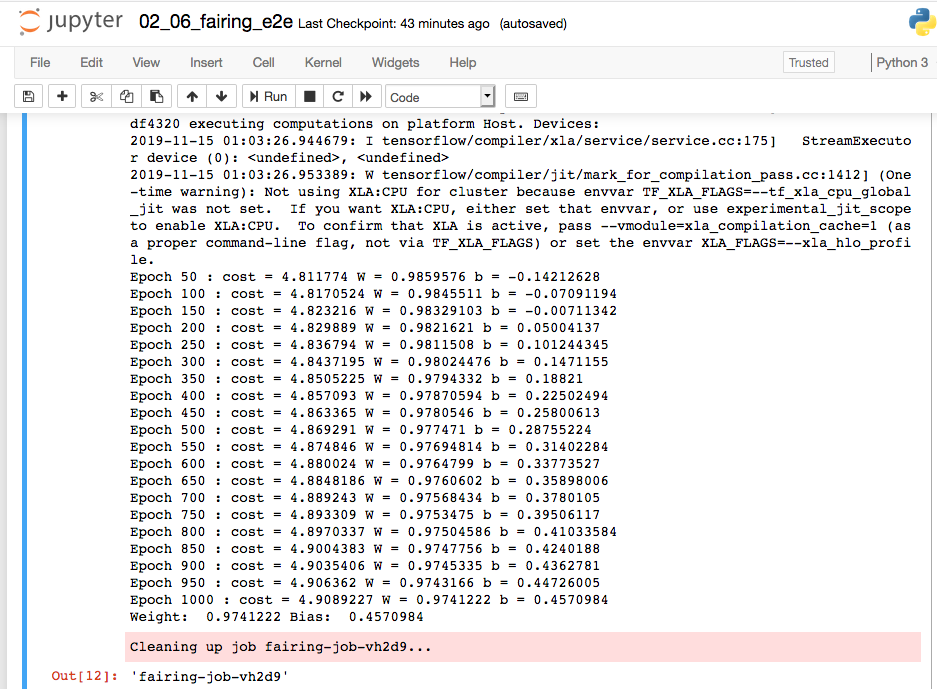 jupyter 02_06_fairing_e2e Last Checkpoint: 43 minutes ago (autosaved)
File Edit View Insert Cell Kernel Widgets Help Trusted Python 3
Run Code
df4320 executing computations on platform Host. Devices:
2019-11-15 01:03:26.944679: I tensorflow/compiler/xla/service/service.cc:175]   StreamExecuto
r device (0): <undefined>, <undefined>
2019-11-15 01:03:26.953389: W tensorflow/compiler/jit/mark_for_compilation_pass.cc:1412] (One
-time warning): Not using XLA:CPU for cluster because envvar TF_XLA_FLAGS=--tf_xla_cpu_global
_jit was not set.  If you want XLA:CPU, either set that envvar, or use experimental_jit_scope
to enable XLA:CPU.  To confirm that XLA is active, pass --vmodule=xla_compilation_cache=1 (as
a proper command-line flag, not via TF_XLA_FLAGS) or set the envvar XLA_FLAGS=--xla_hlo_profi
le.
Epoch 50 : cost = 4.811774 W = 0.9859576 b = -0.14212628
Epoch 100 : cost = 4.8170524 W = 0.9845511 b = -0.07091194
Epoch 150 : cost = 4.823216 W = 0.98329103 b = -0.00711342
Epoch 200 : cost = 4.829889 W = 0.9821621 b = 0.05004137
Epoch 250 : cost = 4.836794 W = 0.9811508 b = 0.101244345
Epoch 300 : cost = 4.8437195 W = 0.98024476 b = 0.1471155
Epoch 350 : cost = 4.8505225 W = 0.9794332 b = 0.18821
Epoch 400 : cost = 4.857093 W = 0.97870594 b = 0.22502494
Epoch 450 : cost = 4.863365 W = 0.9780546 b = 0.25800613
Epoch 500 : cost = 4.869291 W = 0.977471 b = 0.28755224
Epoch 550 : cost = 4.874846 W = 0.97694814 b = 0.31402284
Epoch 600 : cost = 4.880024 W = 0.9764799 b = 0.33773527
Epoch 650 : cost = 4.8848186 W = 0.9760602 b = 0.35898006
Epoch 700 : cost = 4.889243 W = 0.97568434 b = 0.3780105
Epoch 750 : cost = 4.893309 W = 0.9753475 b = 0.39506117
Epoch 800 : cost = 4.8970337 W = 0.97504586 b = 0.41033584
Epoch 850 : cost = 4.9004383 W = 0.9747756 b = 0.4240188
Epoch 900 : cost = 4.9035406 W = 0.9745335 b = 0.4362781
Epoch 950 : cost = 4.906362 W = 0.9743166 b = 0.44726005
Epoch 1000 : cost = 4.9089227 W = 0.9741222 b = 0.4570984
Weight:  0.9741222 Bias:  0.4570984
Cleaning up job fairing-job-vh2d9...
Out[12]: 'fairing-job-vh2d9'